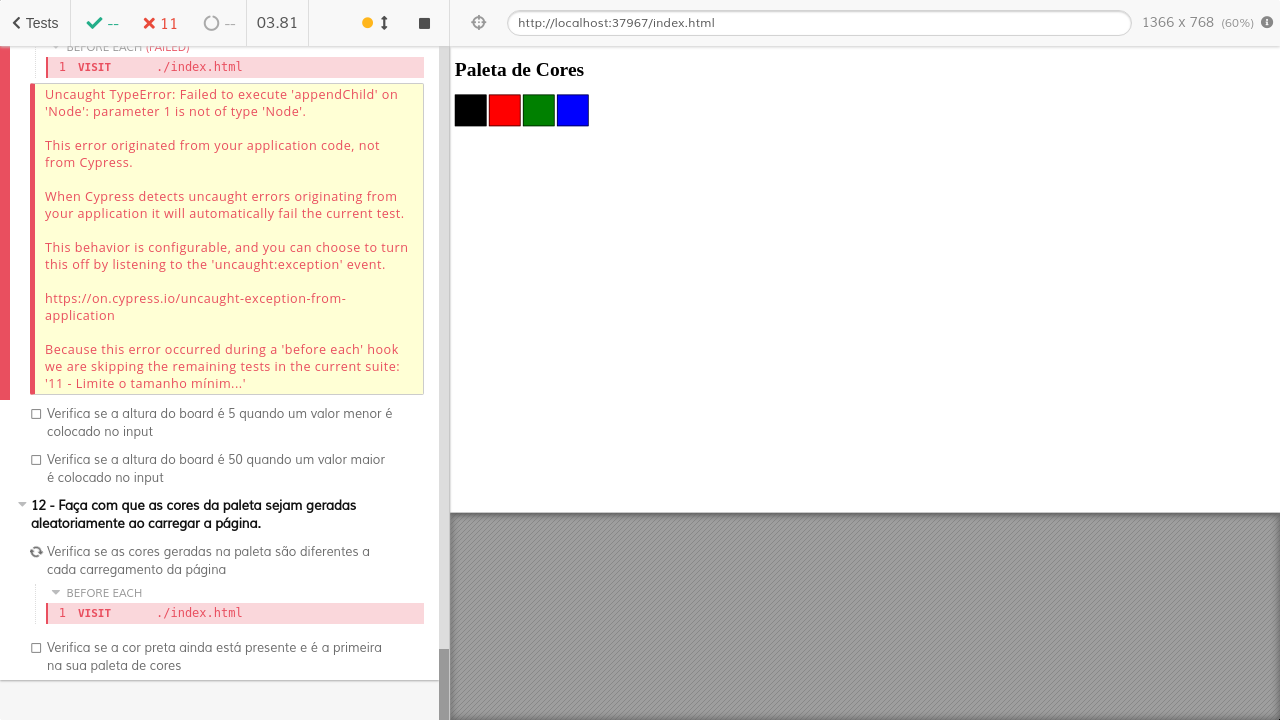 Tests
--
11
--
03.81
http://localhost:37967/index.html
1366 x 768 (60%)
BEFORE EACH (FAILED)
1 VISIT ./index.html
Uncaught TypeError: Failed to execute 'appendChild' on
'Node': parameter 1 is not of type 'Node'.
This error originated from your application code, not
from Cypress.
When Cypress detects uncaught errors originating from
your application it will automatically fail the current test.
This behavior is configurable, and you can choose to turn
this off by listening to the 'uncaught:exception' event.
https://on.cypress.io/uncaught-exception-from-
application
Because this error occurred during a 'before each' hook
we are skipping the remaining tests in the current suite:
'11 - Limite o tamanho mínim...'
Verifica se a altura do board é 5 quando um valor menor é
colocado no input
Verifica se a altura do board é 50 quando um valor maior
é colocado no input
12 - Faça com que as cores da paleta sejam geradas
aleatoriamente ao carregar a página.
Verifica se as cores geradas na paleta são diferentes a
cada carregamento da página
BEFORE EACH
1 VISIT ./index.html
Verifica se a cor preta ainda está presente e é a primeira
na sua paleta de cores
Paleta de Cores